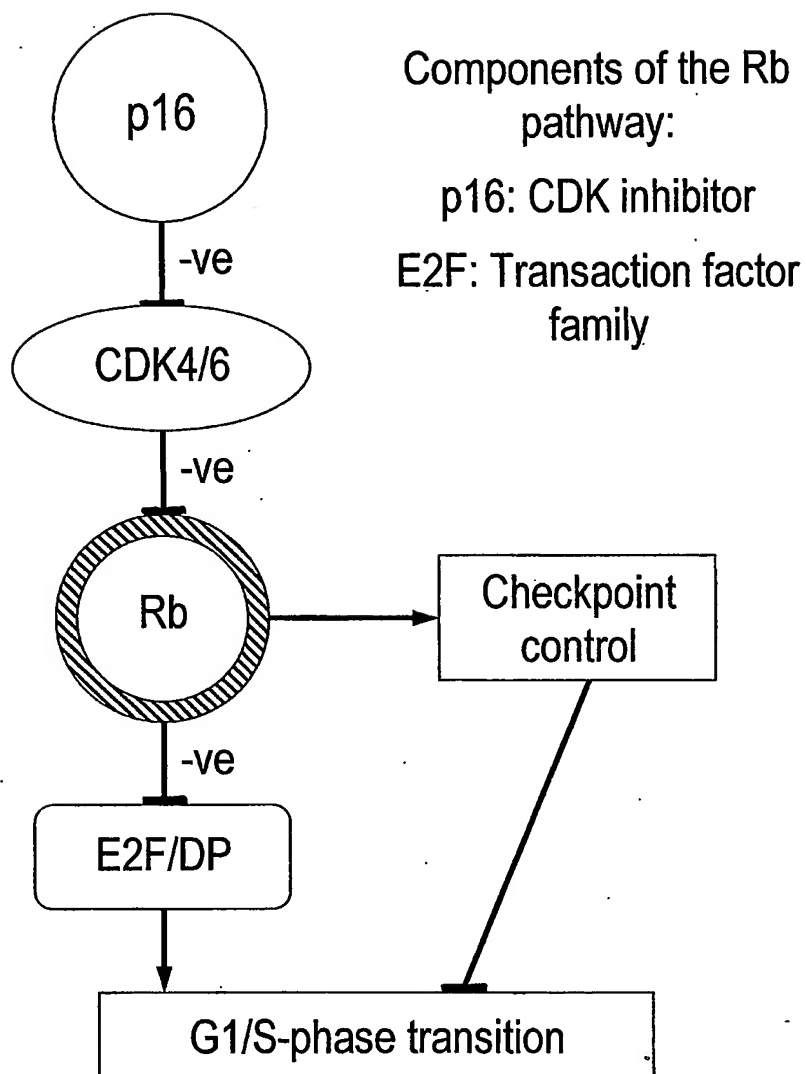 p16
Components of the Rb
pathway:
p16: CDK inhibitor
E2F: Transaction factor
family
-ve
CDK4/6
-ve
Rb
Checkpoint
control
-ve
E2F/DP
G1/S-phase transition